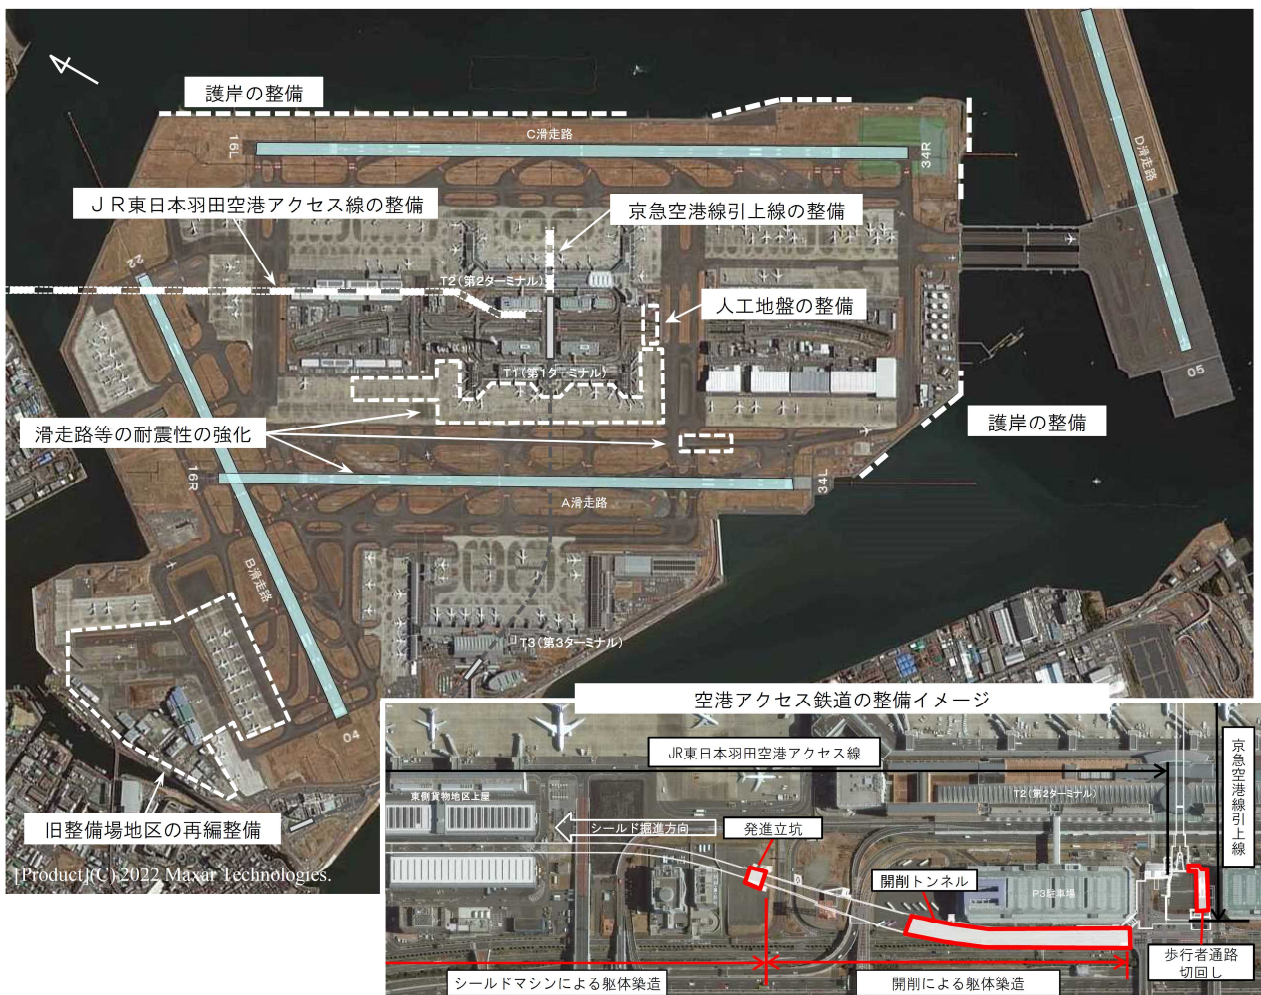 護岸の整備
C滑走路
16L
34R
D滑走路
JR東日本羽田空港アクセス線の整備
京急空港線引上線の整備
22
T2(第2ターミナル)
人工地盤の整備
05
T1(第1ターミナル)
護岸の整備
滑走路等の耐震性の強化
16R
34L
A滑走路
B滑走路
T3(第3ターミナル)
04
旧整備場地区の再編整備
[Product](C) 2022 Maxar Technologies.
空港アクセス鉄道の整備イメージ
JR東日本羽田空港アクセス線
京急空港線引上線
東側貨物地区上屋
T2(第2ターミナル)
シールド掘進方向
発進立坑
開削トンネル
P3駐車場
歩行者通路
切回し
シールドマシンによる躯体築造
開削による躯体築造